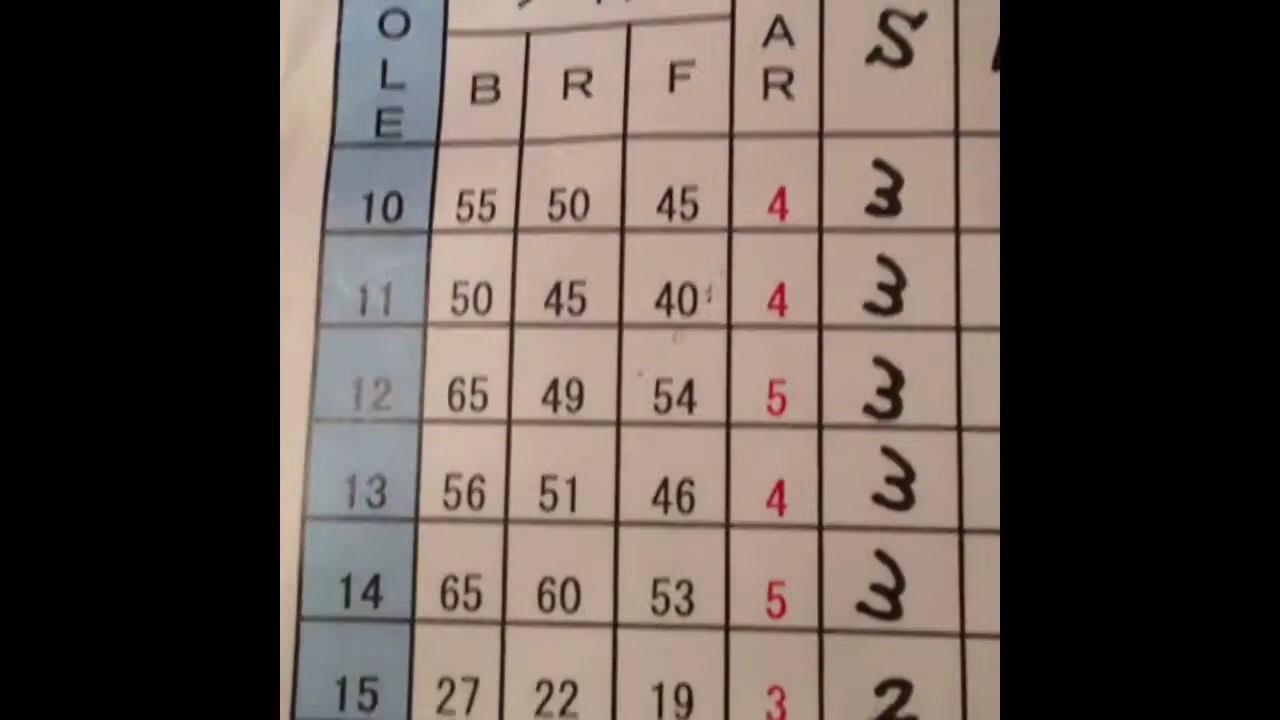 OLE B R F AR S
10 55 50 45 4 3
11 50 45 40 4 3
12 65 49 54 5 3
13 56 51 46 4 3
14 65 60 53 5 3
15 27 22 19 3 2